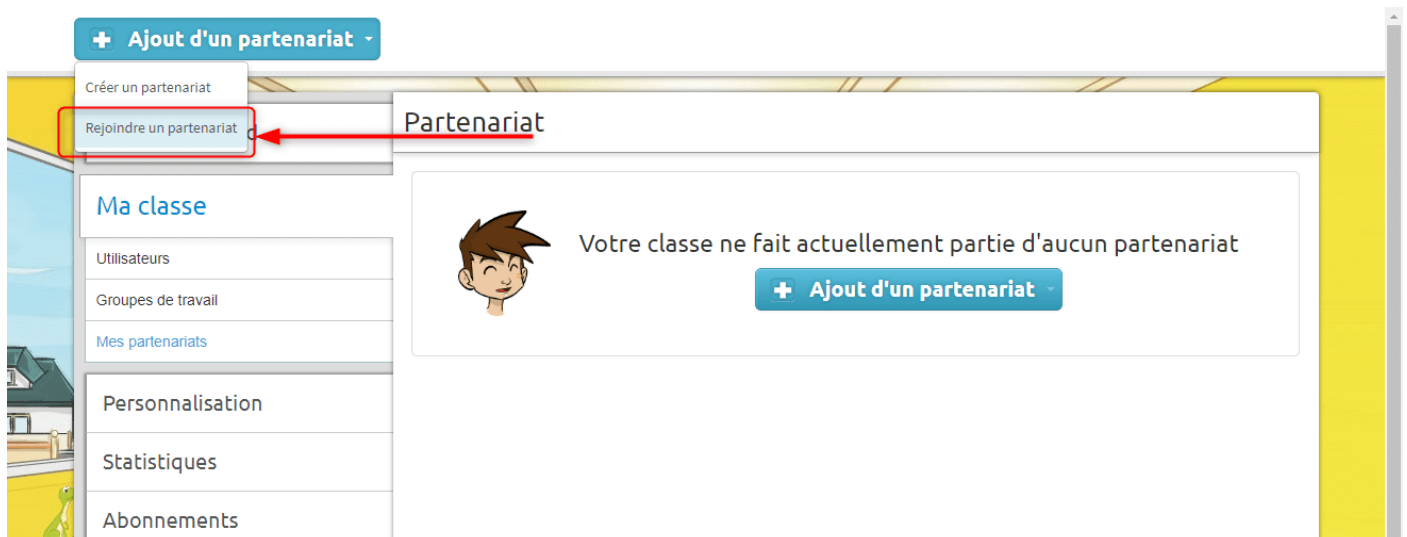 Ajout d'un partenariat
Créer un partenariat
Rejoindre un partenariat
Partenariat
Ma classe
Utilisateurs
Groupes de travail
Mes partenariats
Personnalisation
Statistiques
Abonnements
Votre classe ne fait actuellement partie d'aucun partenariat
Ajout d'un partenariat